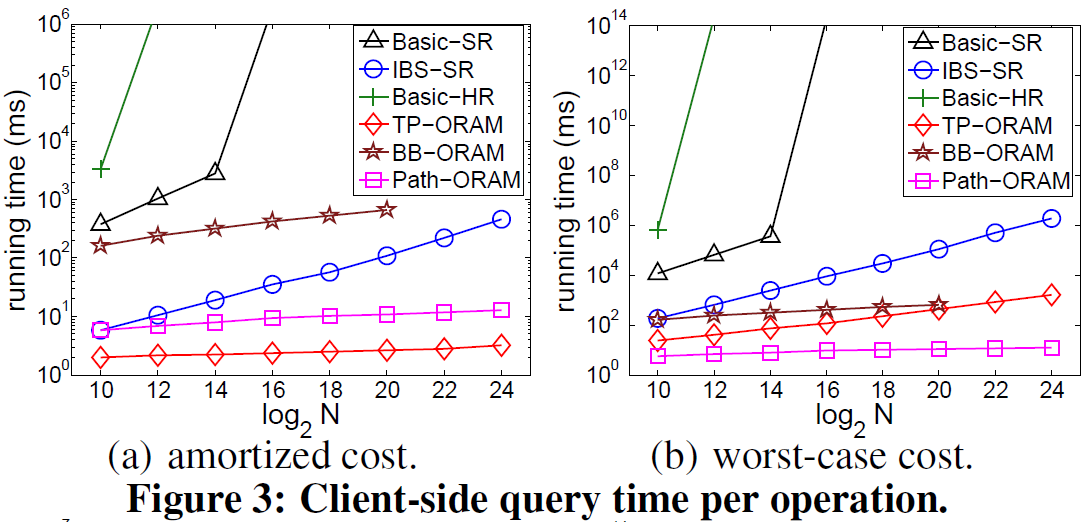 running time (ms)
10^6
10^5
10^4
10^3
10^2
10^1
10^0
10 12 14 16 18 20 22 24
log_2 N
Basic−SR
IBS−SR
Basic−HR
TP−ORAM
BB−ORAM
Path−ORAM
(a) amortized cost.
running time (ms)
10^14
10^12
10^10
10^8
10^6
10^4
10^2
10^0
10 12 14 16 18 20 22 24
log_2 N
Basic−SR
IBS−SR
Basic−HR
TP−ORAM
BB−ORAM
Path−ORAM
(b) worst-case cost.
Figure 3: Client-side query time per operation.